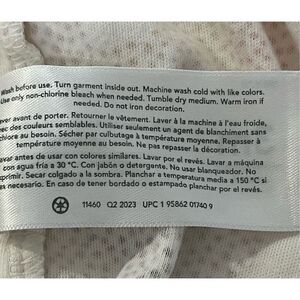 Wash before use. Turn garment inside out. Machine wash cold with like colors.
Use only non-chlorine bleach when needed. Tumble dry medium. Warm iron if
needed. Do not iron decoration.
aver avant de porter. Retourner le vêtement. Laver à la machine à l'eau froide,
vec des couleurs semblables. Utiliser seulement un agent de blanchiment sans
chlore au besoin. Sécher par culbutage à température moyenne. Repasser à
température moyenne au besoin. Ne pas repasser la décoration.
avar antes de usar con colores similares. Lavar por el revés. Lavar a máquina
con agua fría a 30 °C. Con jabón o detergente. No usar blanqueador. No
exprimir. Secar colgado a la sombra. Planchar a temperatura media a 150 °C si
es necesario. En caso de tener bordado o estampado planchar por el revés.
11460 Q2 2023 UPC 1 95862 01740 9